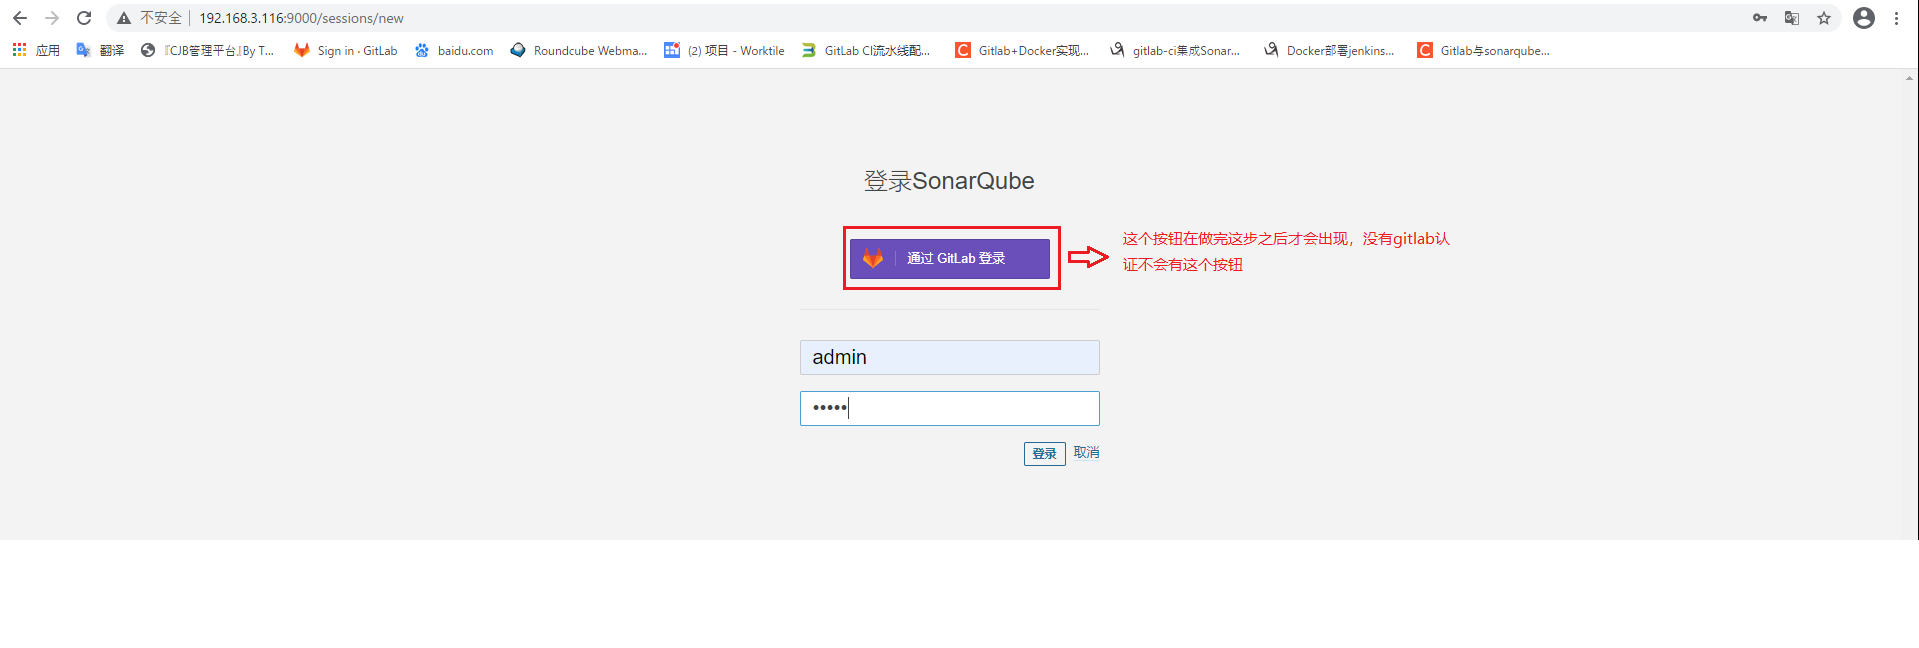 不安全 192.168.3.116:9000/sessions/new
应用 翻译 『CJB管理平台』By T... Sign in · GitLab baidu.com Roundcube Webma... (2) 项目 - Worktile GitLab CI流水线配... Gitlab+Docker实现... gitlab-ci集成Sonar... Docker部署jenkins... Gitlab与sonarqube...
登录SonarQube
通过 GitLab 登录
这个按钮在做完这步之后才会出现，没有gitlab认
证不会有这个按钮
admin
•••••
登录 取消